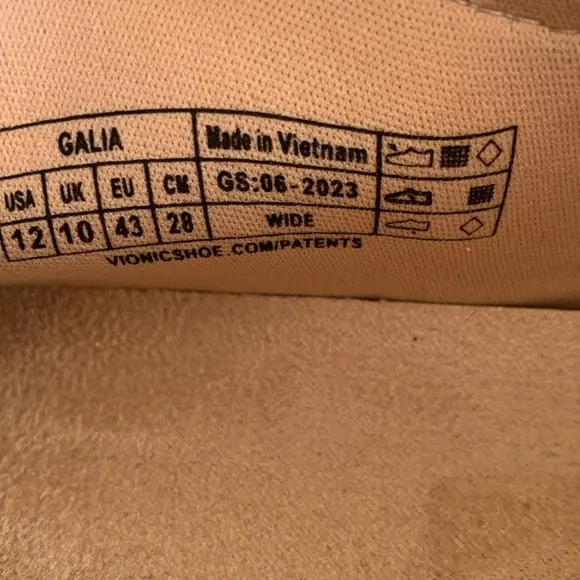 GALIA
Made in Vietnam
USA UK EU CM
GS:06-2023
12 10 43 28
WIDE
VIONICSHOE.COM/PATENTS